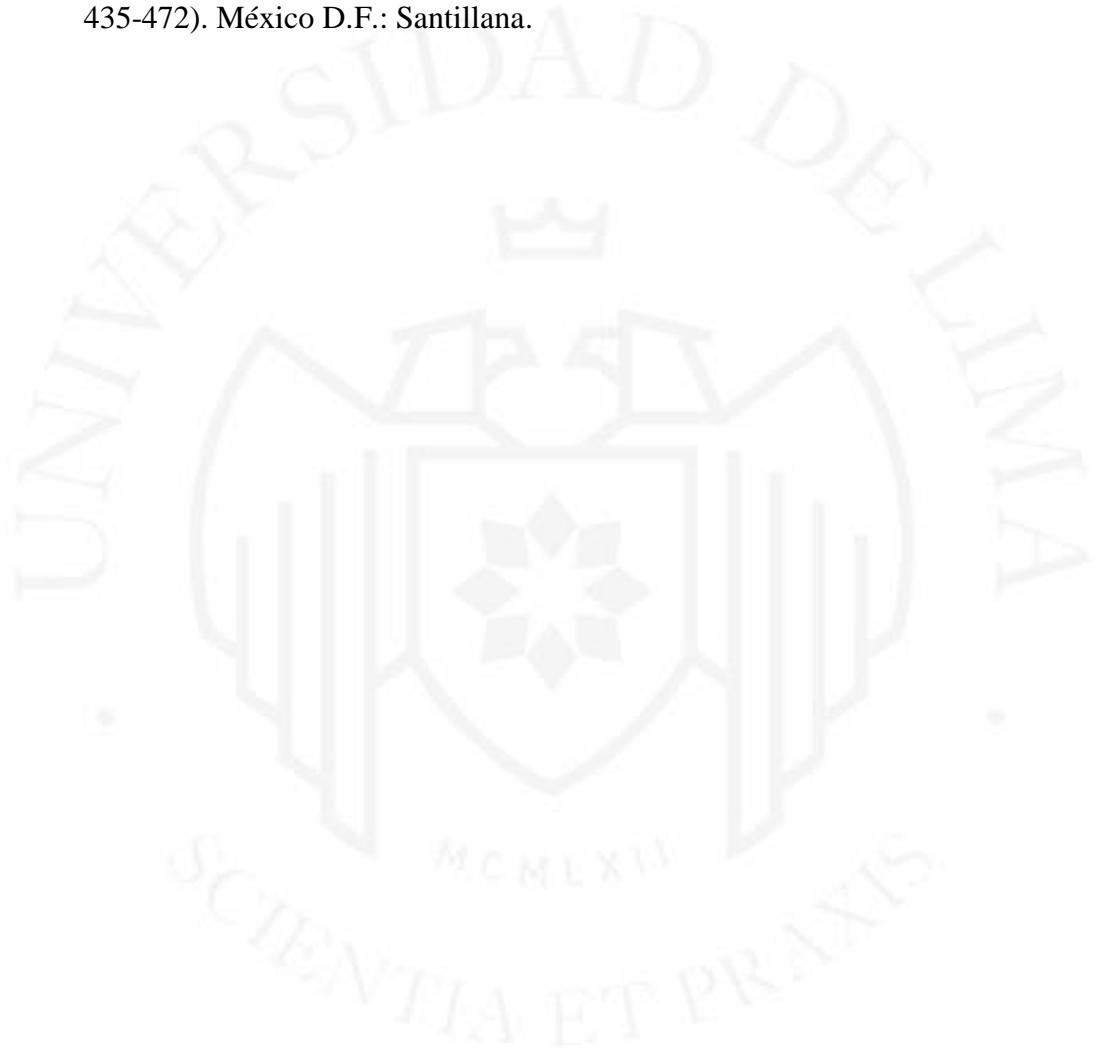 435-472). México D.F.: Santillana.
UNIVERSIDAD DE LIMA
MCMLXII
SCIENTIA ET PRAXIS